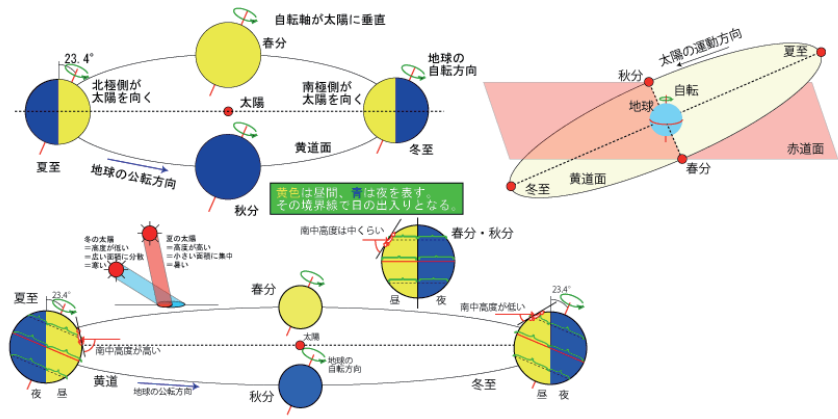 自転軸が太陽に垂直
春分
23.4°
地球の
自転方向
北極側が
太陽を向く
太陽
南極側が
太陽を向く
夏至
地球の公転方向
黄道面
冬至
秋分
太陽の運動方向
夏至
秋分
自転
地球
赤道面
春分
黄道面
冬至
黄色は昼間、青は夜を表す。
その境界線で日の出入りとなる。
冬の太陽
＝高度が低い
＝広い面積に分散
＝寒い
夏の太陽
＝高度が高い
＝小さい面積に集中
＝暑い
南中高度は中くらい
春分・秋分
昼 夜
夏至
23.4°
春分
太陽
地球の
自転方向
南中高度が高い
南中高度が低い
23.4°
夜 昼
黄道
地球の公転方向
秋分
冬至
昼 夜